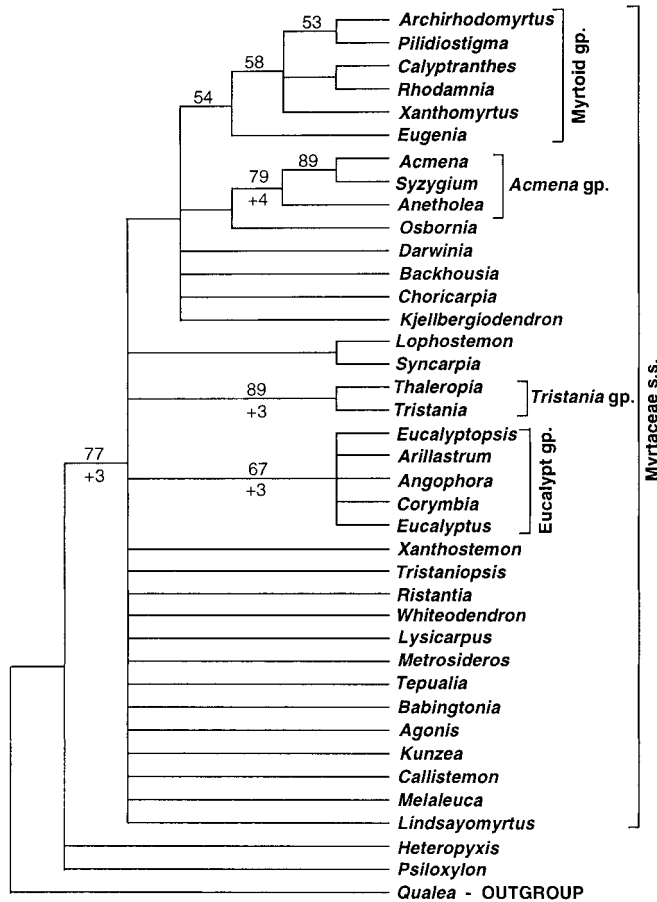 53
Archirhodomyrtus
Pilidiostigma
58
Calyptranthes
Rhodamnia
Xanthomyrtus
54
Eugenia
Myrtoid gp.
89
Acmena
79
Syzygium
+4
Anetholea
Acmena gp.
Osbornia
Darwinia
Backhousia
Choricarpia
Kjellbergiodendron
Lophostemon
Syncarpia
89
Thaleropia
+3
Tristania
Tristania gp.
Eucalyptopsis
Arillastrum
67
Angophora
+3
Corymbia
Eucalyptus
Eucalypt gp.
77
+3
Xanthostemon
Tristaniopsis
Ristantia
Whiteodendron
Lysicarpus
Metrosideros
Tepualia
Babingtonia
Agonis
Kunzea
Callistemon
Melaleuca
Lindsayomyrtus
Myrtaceae s.s.
Heteropyxis
Psiloxylon
Qualea - OUTGROUP